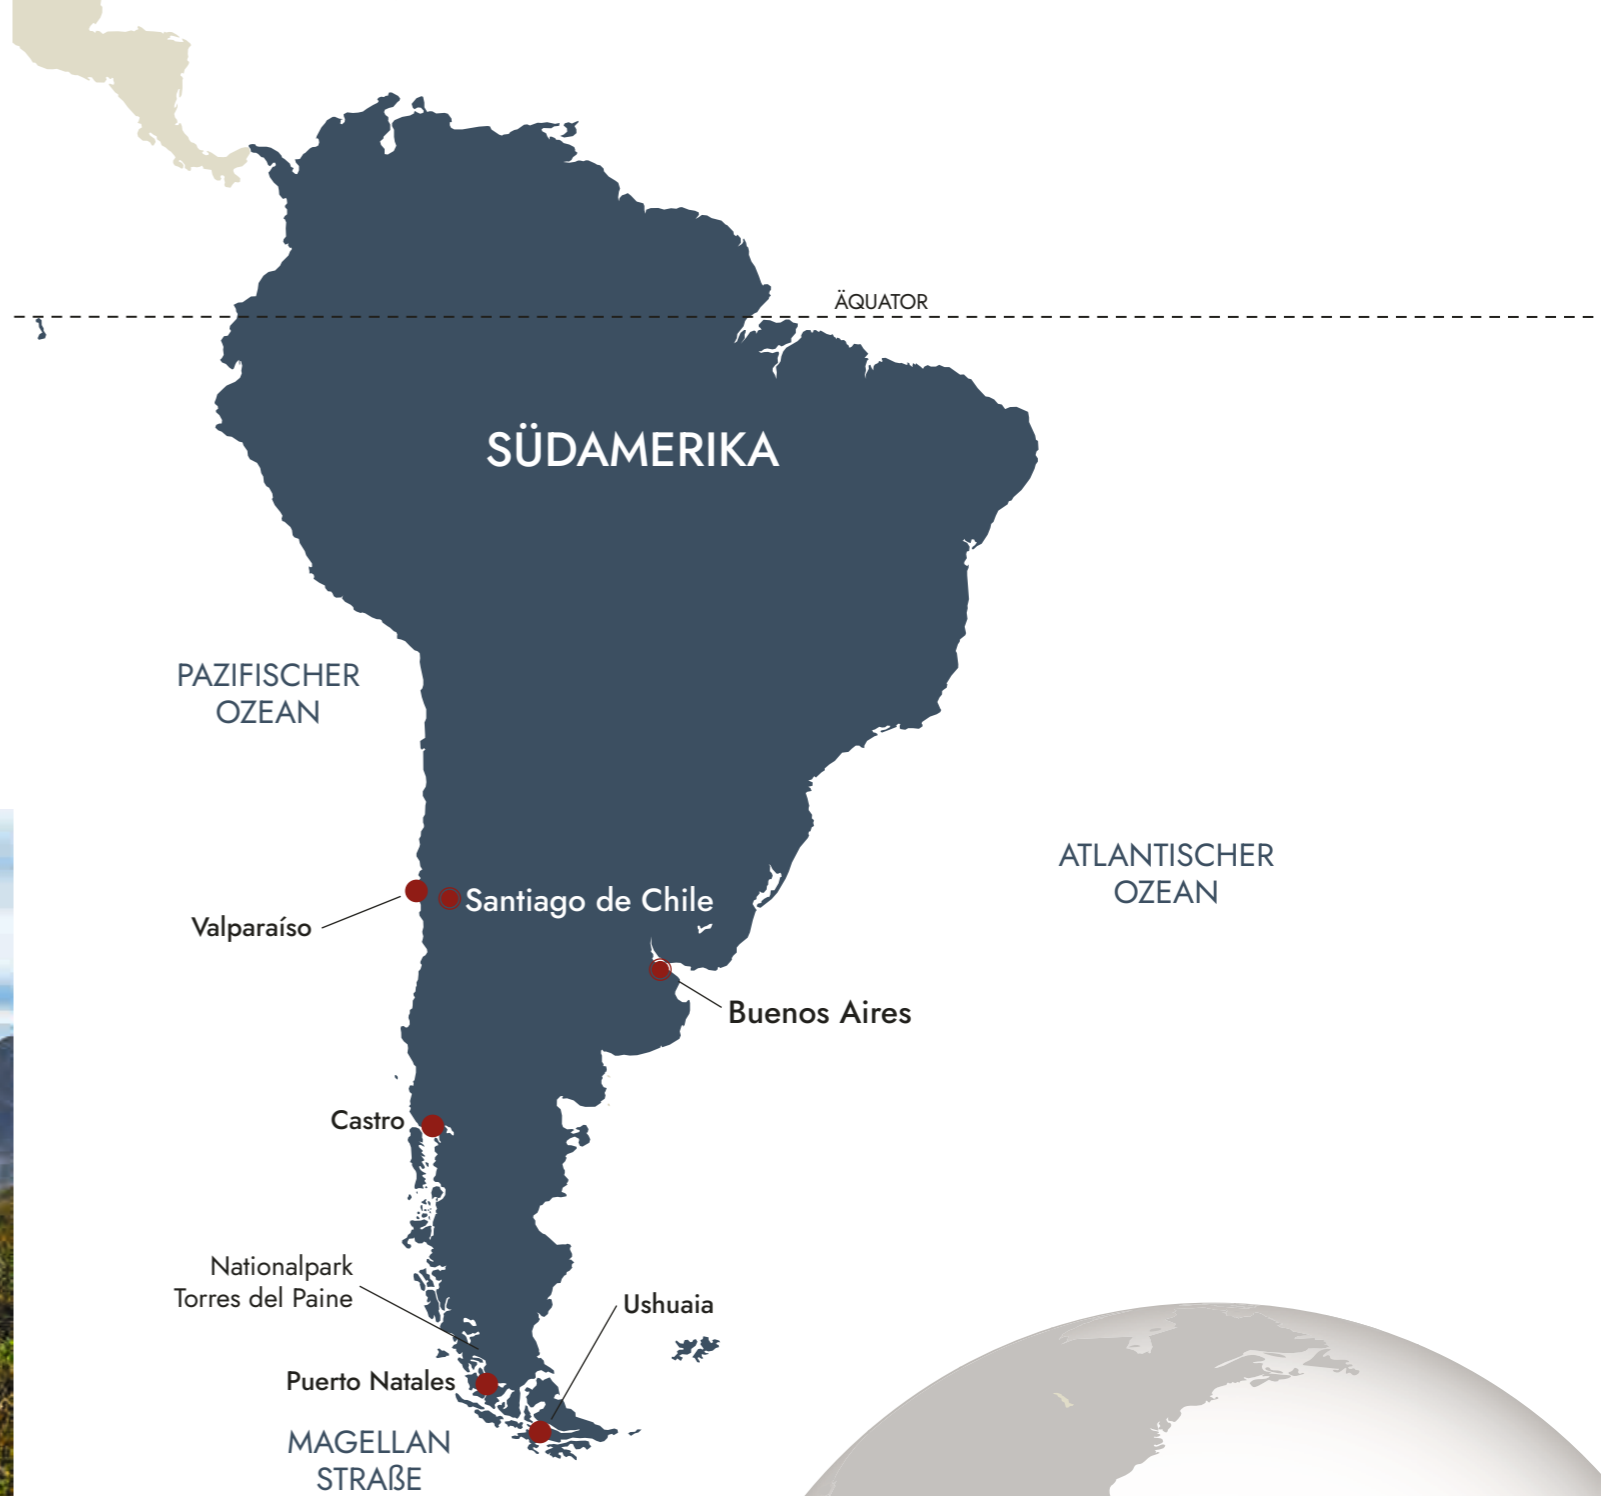 ÄQUATOR
SÜDAMERIKA
PAZIFISCHER
OZEAN
ATLANTISCHER
OZEAN
Santiago de Chile
Valparaíso
Buenos Aires
Castro
Nationalpark
Torres del Paine
Ushuaia
Puerto Natales
MAGELLAN
STRAßE